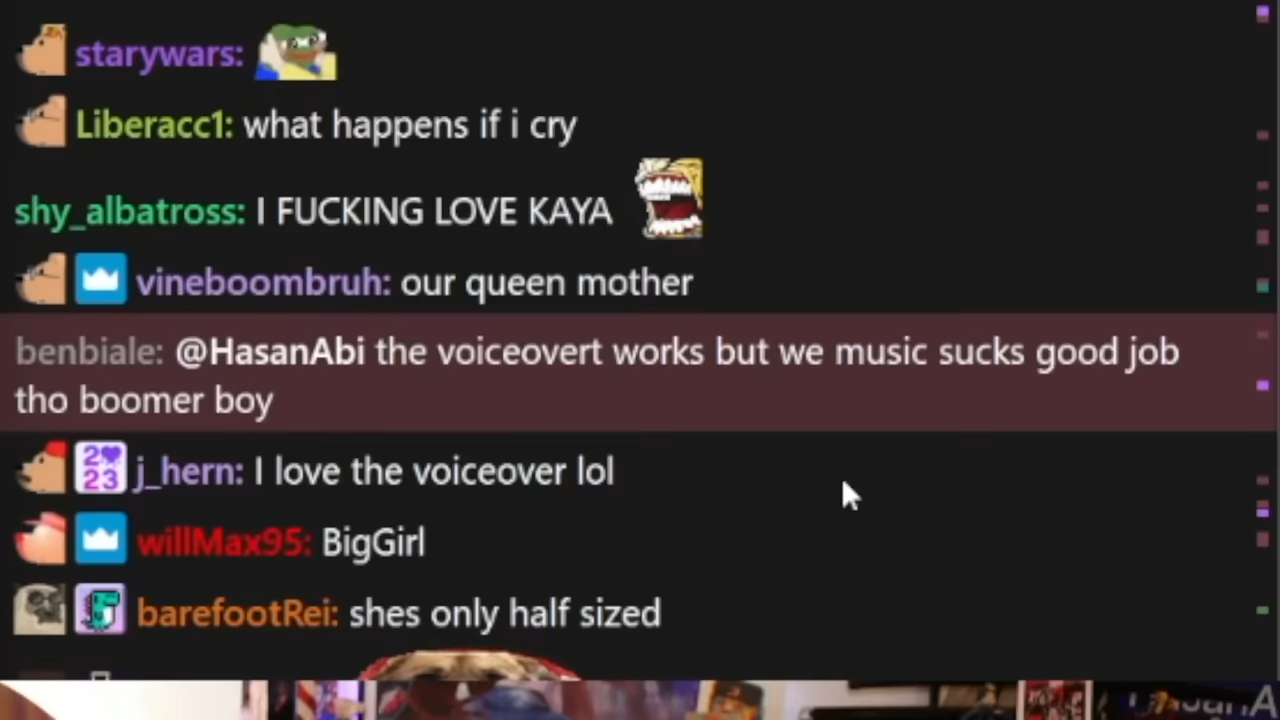 starywars:
Liberacc1: what happens if i cry
shy_albatross: I FUCKING LOVE KAYA
vineboombruh: our queen mother
benbiale: @HasanAbi the voiceovert works but we music sucks good job
tho boomer boy
2023 j_hern: I love the voiceover lol
willMax95: BigGirl
barefootRei: shes only half sized